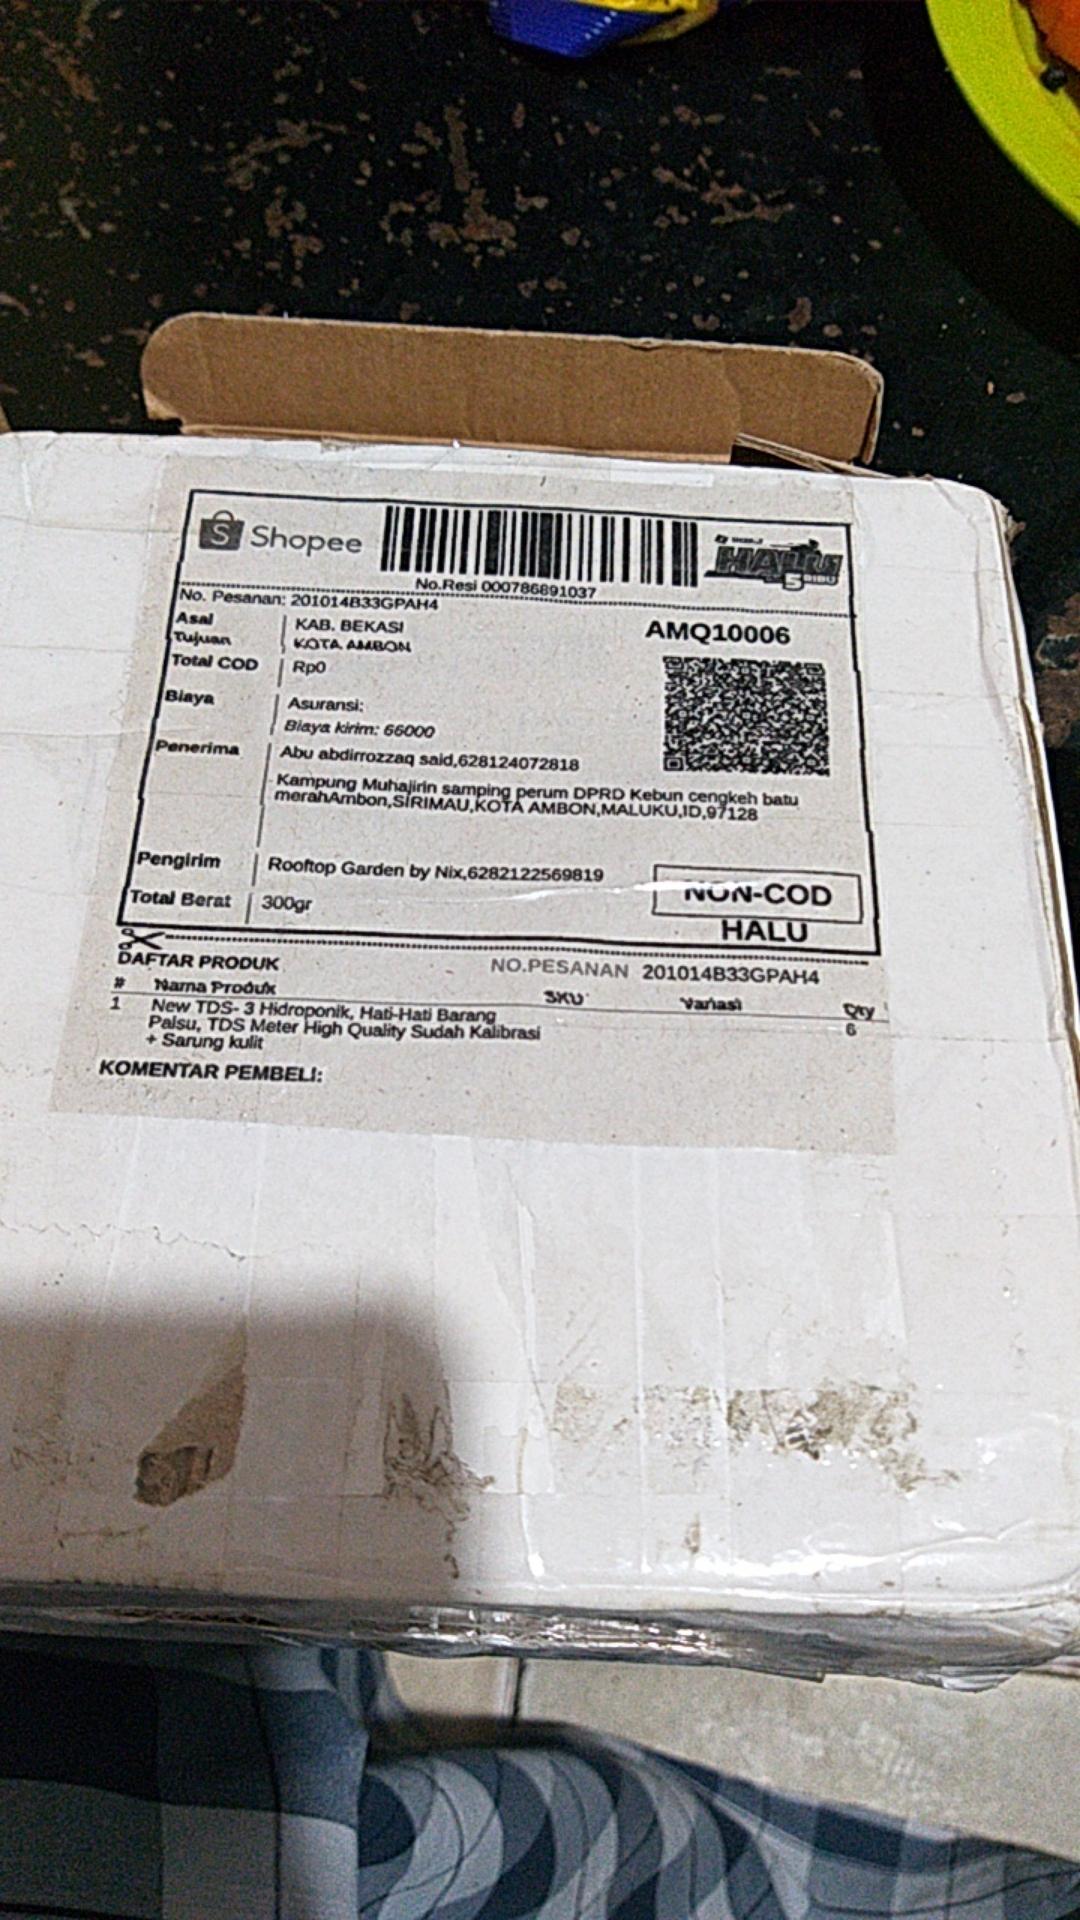 Shopee
HALU
5 RIBU
No.Resi 000786891037
No. Pesanan: 201014B33GPAH4
Asal KAB. BEKASI
AMQ10006
Tujuan KOTA AMBON
Total COD Rp0
Biaya Asuransi:
Biaya kirim: 66000
Penerima Abu abdirrozzaq said,628124072818
Kampung Muhajirin samping perum DPRD Kebun cengkeh batu
merahAmbon,SIRIMAU,KOTA AMBON,MALUKU,ID,97128
Pengirim Rooftop Garden by Nix,6282122569819
NON-COD
Total Berat 300gr
HALU
DAFTAR PRODUK NO.PESANAN 201014B33GPAH4
# Nama Produk SKU Variasi Qty
1 New TDS- 3 Hidroponik, Hati-Hati Barang 6
Palsu, TDS Meter High Quality Sudah Kalibrasi
+ Sarung kulit
KOMENTAR PEMBELI: